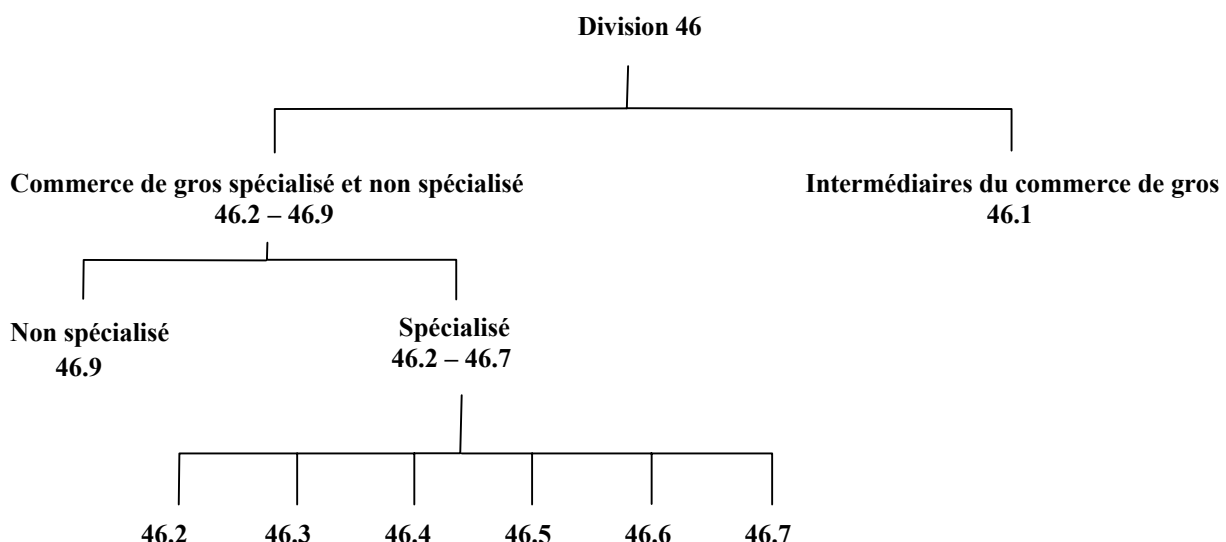 Division 46
Commerce de gros spécialisé et non spécialisé
46.2 – 46.9
Intermédiaires du commerce de gros
46.1
Non spécialisé
46.9
Spécialisé
46.2 – 46.7
46.2 46.3 46.4 46.5 46.6 46.7